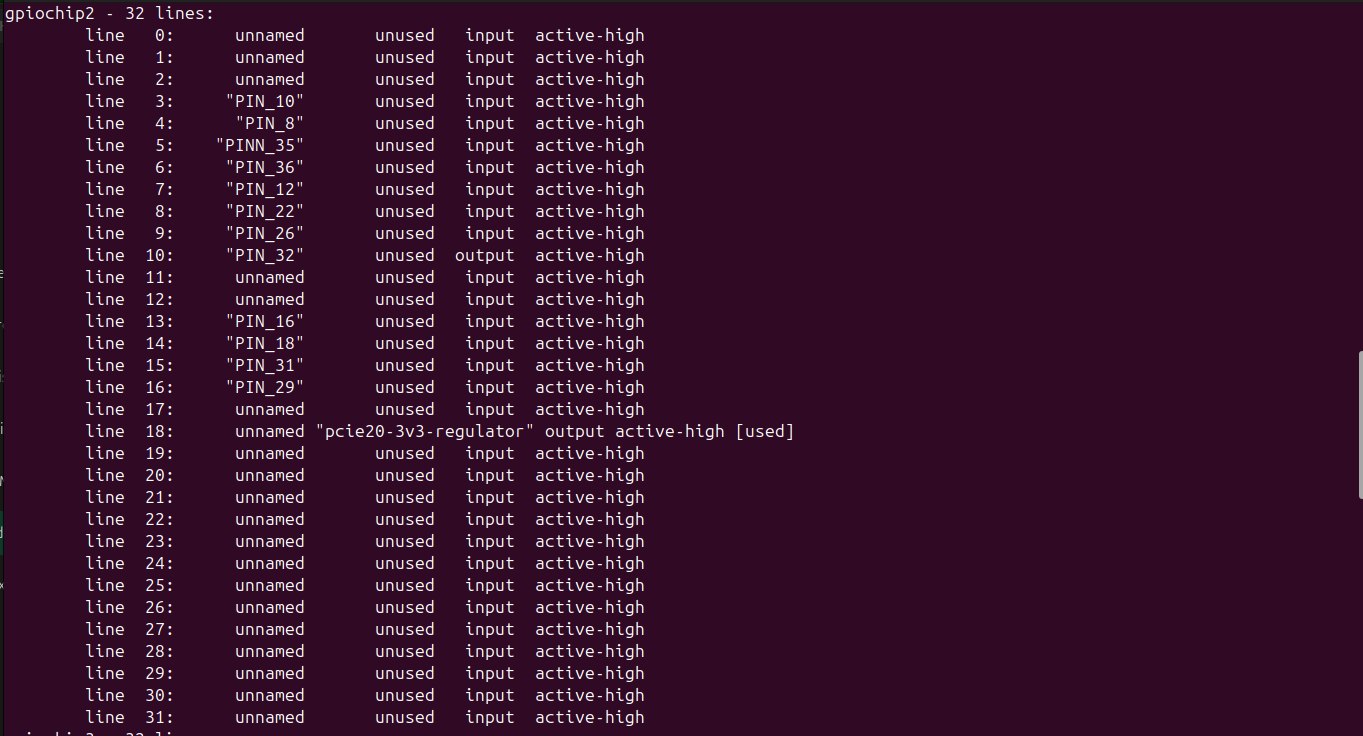 gpiochip2 - 32 lines:
line 0: unnamed unused input active-high
line 1: unnamed unused input active-high
line 2: unnamed unused input active-high
line 3: "PIN_10" unused input active-high
line 4: "PIN_8" unused input active-high
line 5: "PINN_35" unused input active-high
line 6: "PIN_36" unused input active-high
line 7: "PIN_12" unused input active-high
line 8: "PIN_22" unused input active-high
line 9: "PIN_26" unused input active-high
line 10: "PIN_32" unused output active-high
line 11: unnamed unused input active-high
line 12: unnamed unused input active-high
line 13: "PIN_16" unused input active-high
line 14: "PIN_18" unused input active-high
line 15: "PIN_31" unused input active-high
line 16: "PIN_29" unused input active-high
line 17: unnamed unused input active-high
line 18: unnamed "pcie20-3v3-regulator" output active-high [used]
line 19: unnamed unused input active-high
line 20: unnamed unused input active-high
line 21: unnamed unused input active-high
line 22: unnamed unused input active-high
line 23: unnamed unused input active-high
line 24: unnamed unused input active-high
line 25: unnamed unused input active-high
line 26: unnamed unused input active-high
line 27: unnamed unused input active-high
line 28: unnamed unused input active-high
line 29: unnamed unused input active-high
line 30: unnamed unused input active-high
line 31: unnamed unused input active-high